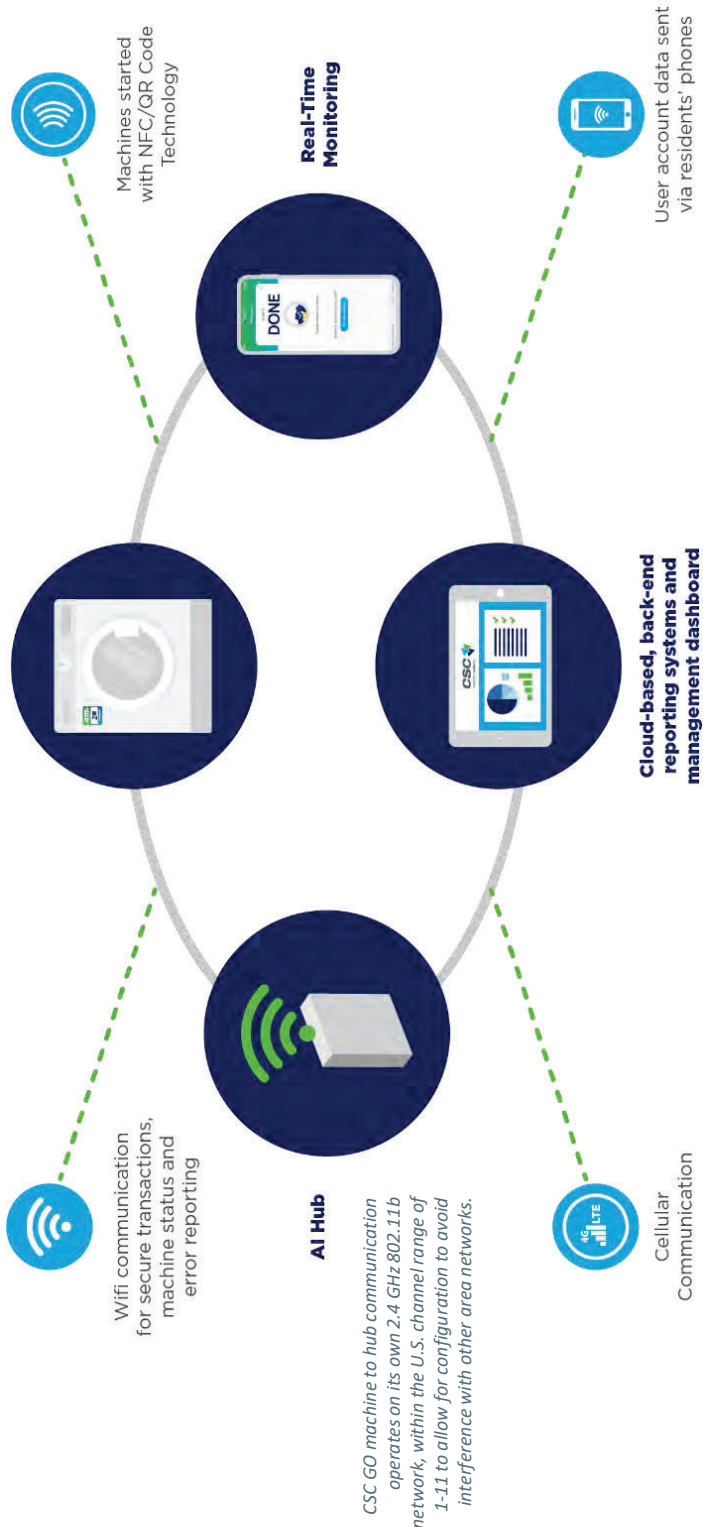 Wifi communication
for secure transactions,
machine status and
error reporting
Machines started
with NFC/QR Code
Technology
AI Hub
CSC GO machine to hub communication
operates on its own 2.4 GHz 802.11b
network, within the U.S. channel range of
1-11 to allow for configuration to avoid
interference with other area networks.
Real-Time
Monitoring
DONE
CSC
4G
LTE
Cellular
Communication
Cloud-based, back-end
reporting systems and
management dashboard
User account data sent
via residents' phones